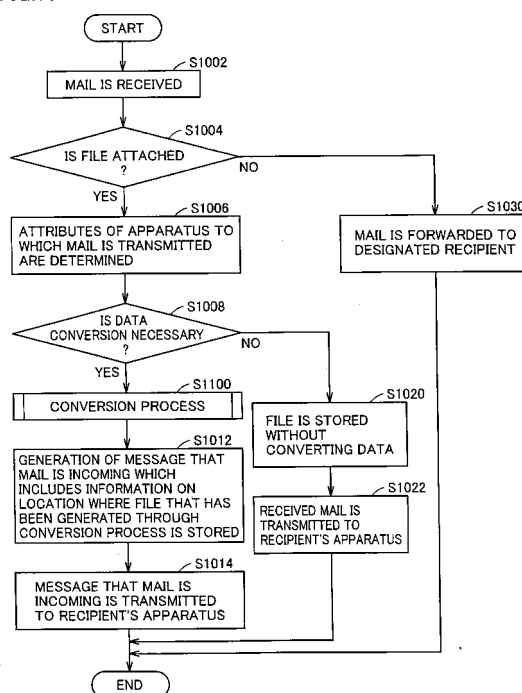 START
S1002
MAIL IS RECEIVED
S1004
IS FILE ATTACHED
?
NO
YES
S1006
ATTRIBUTES OF APPARATUS TO
WHICH MAIL IS TRANSMITTED
ARE DETERMINED
S1030
MAIL IS FORWARDED TO
DESIGNATED RECIPIENT
S1008
IS DATA
CONVERSION NECESSARY
?
NO
YES
S1100
CONVERSION PROCESS
S1020
FILE IS STORED
WITHOUT
CONVERTING DATA
S1012
GENERATION OF MESSAGE THAT
MAIL IS INCOMING WHICH
INCLUDES INFORMATION ON
LOCATION WHERE FILE THAT HAS
BEEN GENERATED THROUGH
CONVERSION PROCESS IS STORED
S1022
RECEIVED MAIL IS
TRANSMITTED TO
RECIPIENT'S APPARATUS
S1014
MESSAGE THAT MAIL IS
INCOMING IS TRANSMITTED
TO RECIPIENT'S APPARATUS
END